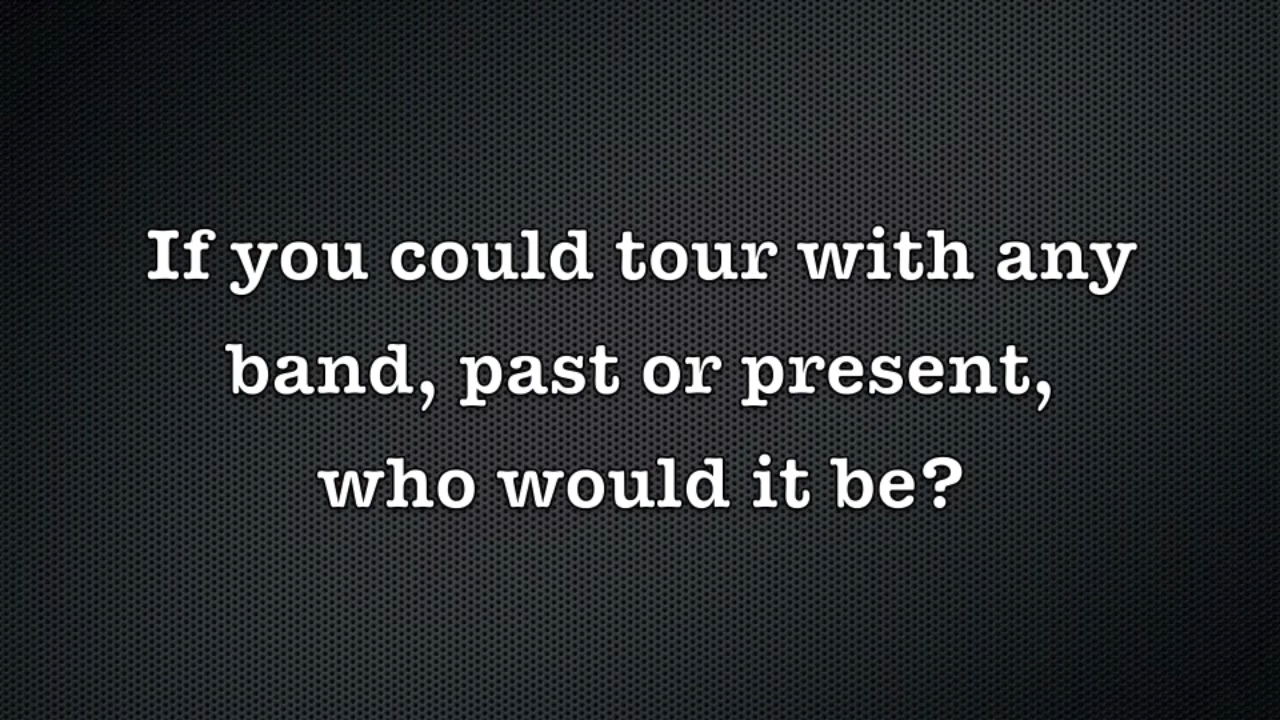 If you could tour with any
band, past or present,
who would it be?